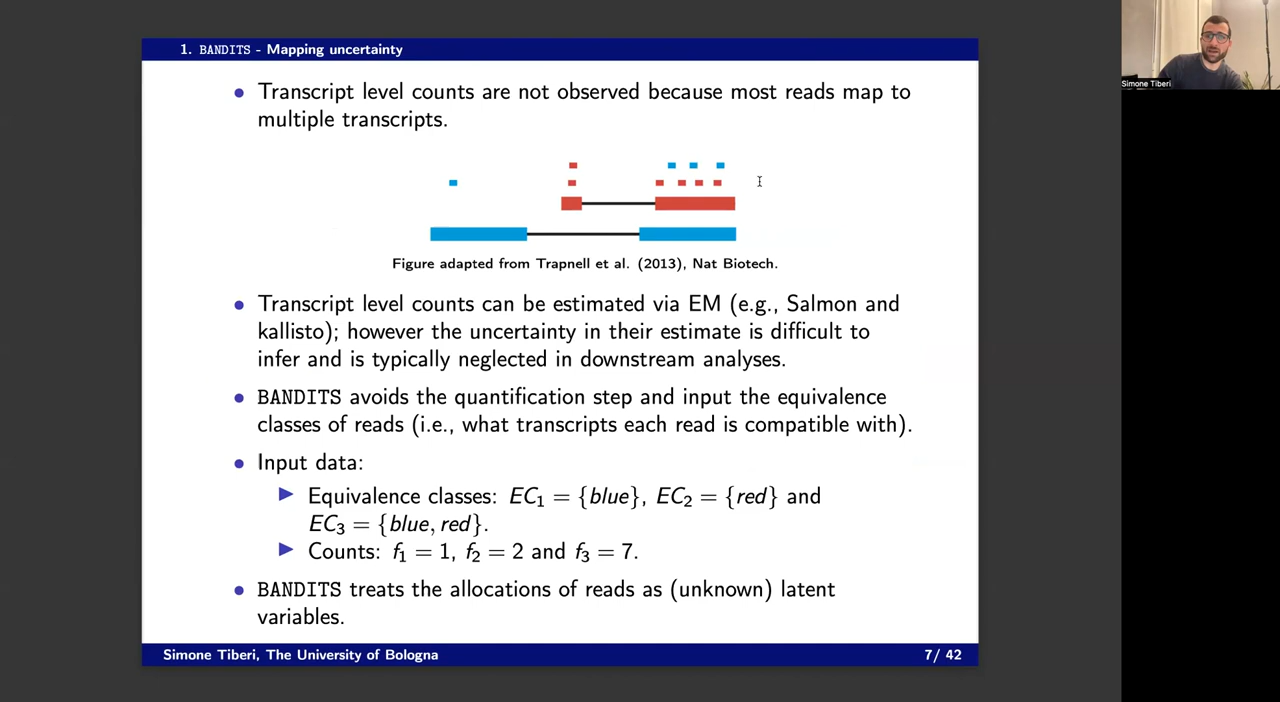 1. BANDITS - Mapping uncertainty
• Transcript level counts are not observed because most reads map to
multiple transcripts.
Figure adapted from Trapnell et al. (2013), Nat Biotech.
• Transcript level counts can be estimated via EM (e.g., Salmon and
kallisto); however the uncertainty in their estimate is difficult to
infer and is typically neglected in downstream analyses.
• BANDITS avoids the quantification step and input the equivalence
classes of reads (i.e., what transcripts each read is compatible with).
• Input data:
▶ Equivalence classes: EC₁ = {blue}, EC₂ = {red} and
EC₃ = {blue, red}.
▶ Counts: f₁ = 1, f₂ = 2 and f₃ = 7.
• BANDITS treats the allocations of reads as (unknown) latent
variables.
Simone Tiberi, The University of Bologna 7/ 42
Simone Tiberi